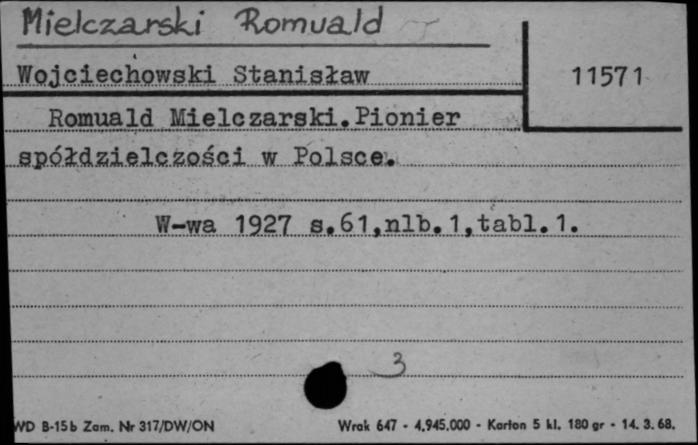 Mielczarski Romuald
Wojciechowski Stanisław
11571
Romuald Mielczarski.Pionier
spółdzielczości w Polsce.
W-wa 1927 s.61,nlb.1,tabl.1.
3
WD B-15b Zam. Nr 317/DW/ON
Wrak 647 - 4.945.000 - Karton 5 kl. 180 gr - 14. 3. 68.